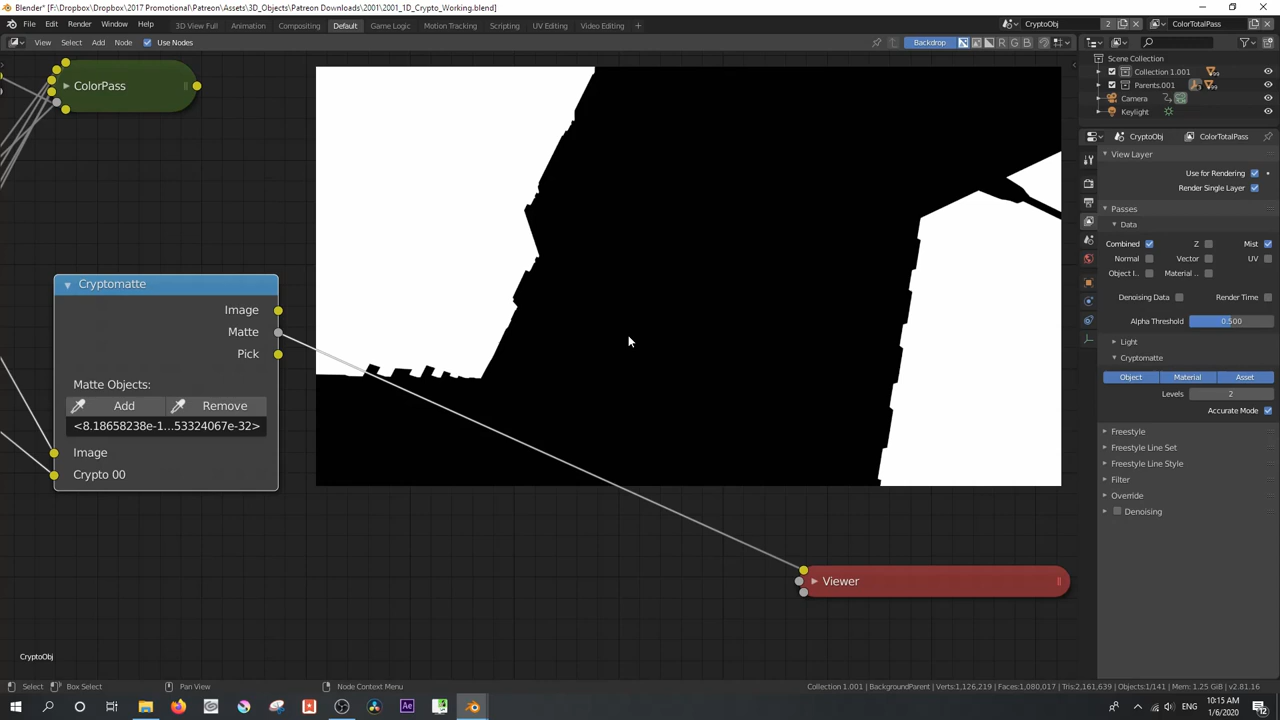 Blender* [F:\Dropbox\Dropbox\2017 Promotional\Patreon\Assets\3D_Objects\Patreon Downloads\2001\2001_1D_Crypto_Working.blend]
File Edit Render Window Help 3D View Full Animation Compositing Default Motion Tracking Scripting UV Editing Video Editing + CryptoObj 2 ColorTotalPass
View Select Add Node Use Nodes Backdrop R G B
Scene Collection
Collection 1.001
Parents.001
Camera
Keylight
ColorPass
CryptoObj ColorTotalPass
View Layer
Use for Rendering
Render Single Layer
Passes
Data
Combined Z Mist
Normal Vector UV
Object I.. Material ..
Denoising Data Render Time
Alpha Threshold 0.500
Light
Cryptomatte
Object Material Asset
Levels 2
Accurate Mode
Freestyle
Freestyle Line Set
Freestyle Line Style
Filter
Override
Denoising
Cryptomatte
Image
Matte
Pick
Matte Objects:
Add Remove
<8.18658238e-1...53324067e-32>
Image
Crypto 00
Viewer
CryptoObj
Select Box Select Pan View Node Context Menu Collection 1.001 | BackgroundParent | Verts:1,126,219 | Faces:1,080,017 | Tris:2,161,639 | Objects:1/141 | Mem: 1.25 GiB | v2.81.16
Ae
10:15 AM
1/6/2020